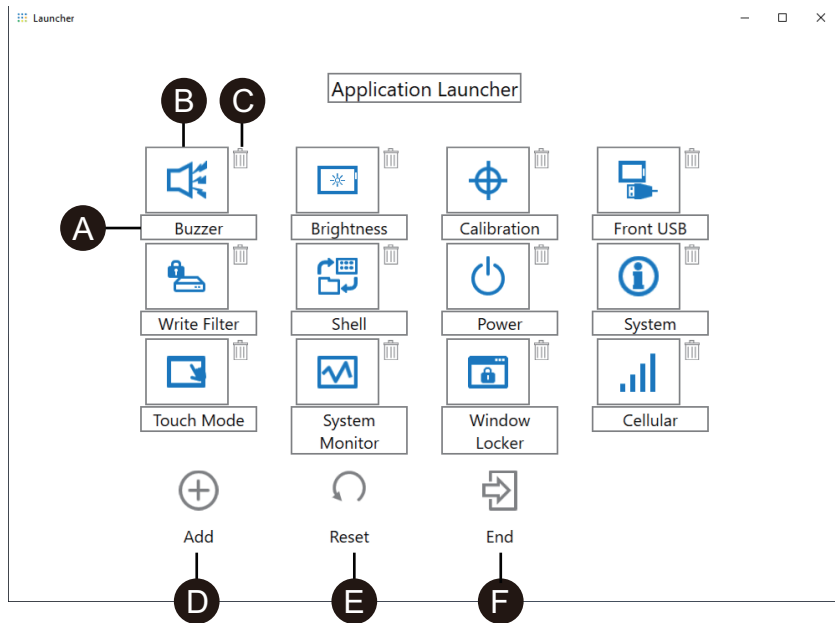 Launcher
Application Launcher
B C
A
Buzzer Brightness Calibration Front USB
Write Filter Shell Power System
Touch Mode System Monitor Window Locker Cellular
Add Reset End
D E F